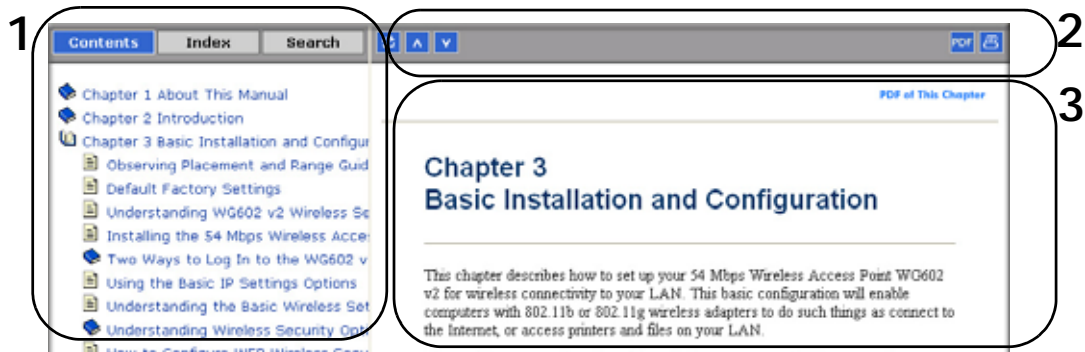 1
Contents Index Search
Chapter 1 About This Manual
Chapter 2 Introduction
Chapter 3 Basic Installation and Configur
Observing Placement and Range Guid
Default Factory Settings
Understanding WG602 v2 Wireless Se
Installing the 54 Mbps Wireless Acce
Two Ways to Log In to the WG602 v
Using the Basic IP Settings Options
Understanding the Basic Wireless Set
Understanding Wireless Security Opti
How to Configure WEP Wireless Secu
2
PDF
3
PDF of This Chapter
Chapter 3
Basic Installation and Configuration
This chapter describes how to set up your 54 Mbps Wireless Access Point WG602
v2 for wireless connectivity to your LAN. This basic configuration will enable
computers with 802.11b or 802.11g wireless adapters to do such things as connect to
the Internet, or access printers and files on your LAN.